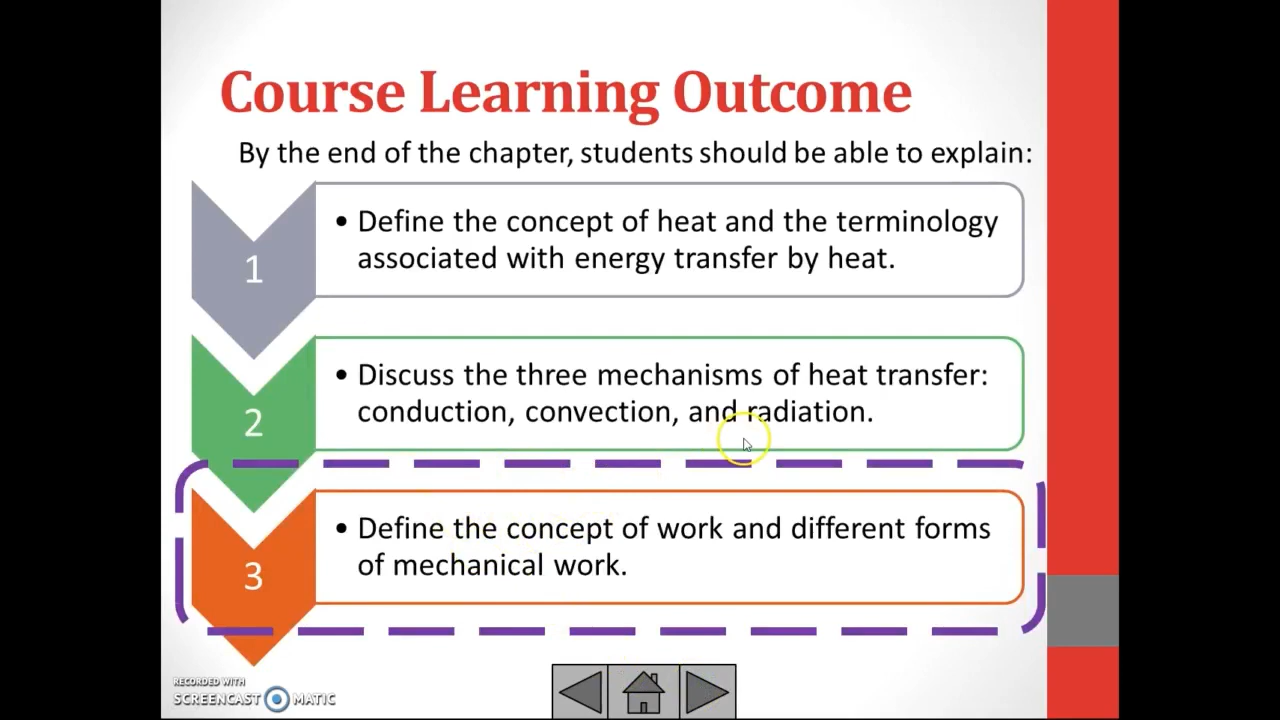 Course Learning Outcome
By the end of the chapter, students should be able to explain:
1
• Define the concept of heat and the terminology
associated with energy transfer by heat.
2
• Discuss the three mechanisms of heat transfer:
conduction, convection, and radiation.
3
• Define the concept of work and different forms
of mechanical work.
RECORDED WITH
SCREENCAST MATIC